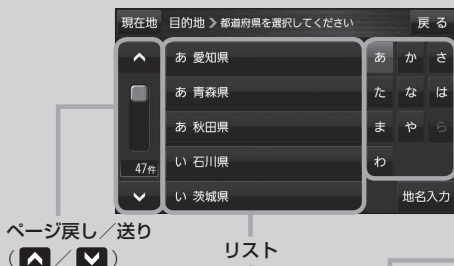 現在地 目的地 》都道府県を選択してください 戻 る
あ 愛知県 あ か さ
あ 青森県 た な は
あ 秋田県 ま や ら
47件 い 石川県 わ
い 茨城県 地名入力
ページ戻し／送り
（ ／ ）
リスト